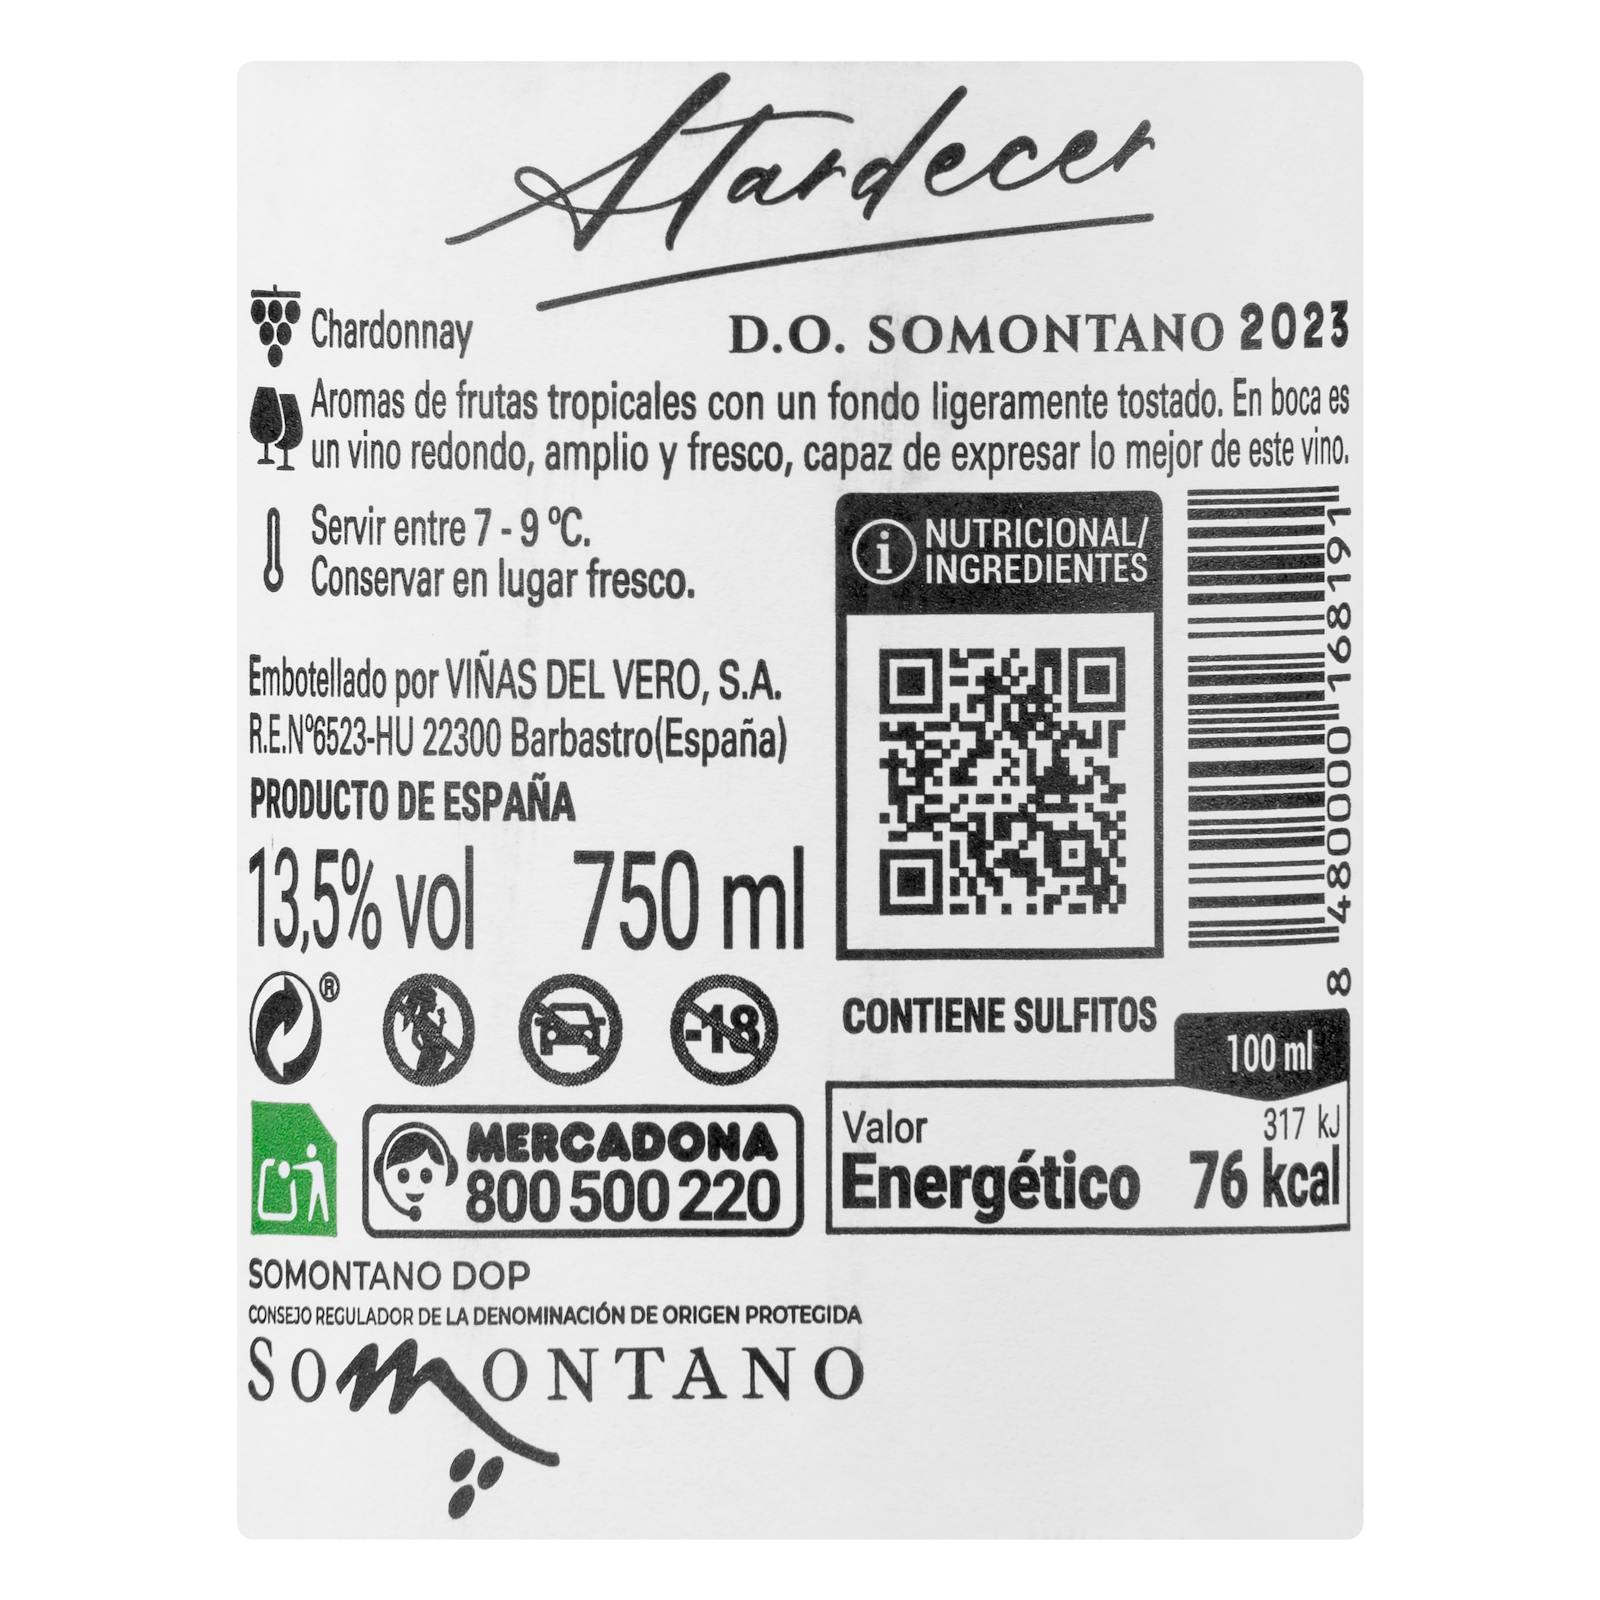 Atardecer
Chardonnay
D.O. SOMONTANO 2023
Aromas de frutas tropicales con un fondo ligeramente tostado. En boca es
un vino redondo, amplio y fresco, capaz de expresar lo mejor de este vino.
Servir entre 7 - 9 ºC.
Conservar en lugar fresco.
NUTRICIONAL/
INGREDIENTES
8 480000 168191
Embotellado por VIÑAS DEL VERO, S.A.
R.E.Nº6523-HU 22300 Barbastro(España)
PRODUCTO DE ESPAÑA
13,5% vol 750 ml
®
-18
CONTIENE SULFITOS
100 ml
Valor 317 kJ
Energético 76 kcal
MERCADONA
800 500 220
SOMONTANO DOP
CONSEJO REGULADOR DE LA DENOMINACIÓN DE ORIGEN PROTEGIDA
SOMONTANO